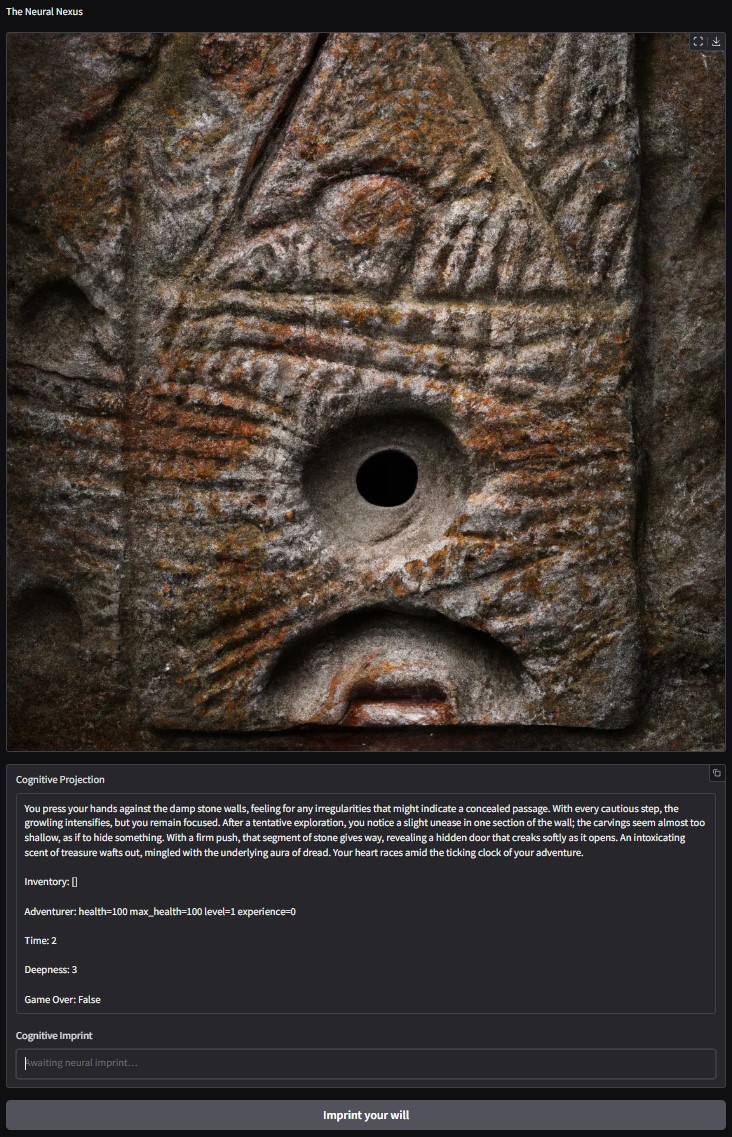 The Neural Nexus
Cognitive Projection
You press your hands against the damp stone walls, feeling for any irregularities that might indicate a concealed passage. With every cautious step, the
growling intensifies, but you remain focused. After a tentative exploration, you notice a slight unease in one section of the wall; the carvings seem almost too
shallow, as if to hide something. With a firm push, that segment of stone gives way, revealing a hidden door that creaks softly as it opens. An intoxicating
scent of treasure wafts out, mingled with the underlying aura of dread. Your heart races amid the ticking clock of your adventure.
Inventory: []
Adventurer: health=100 max_health=100 level=1 experience=0
Time: 2
Deepness: 3
Game Over: False
Cognitive Imprint
Awaiting neural imprint...
Imprint your will